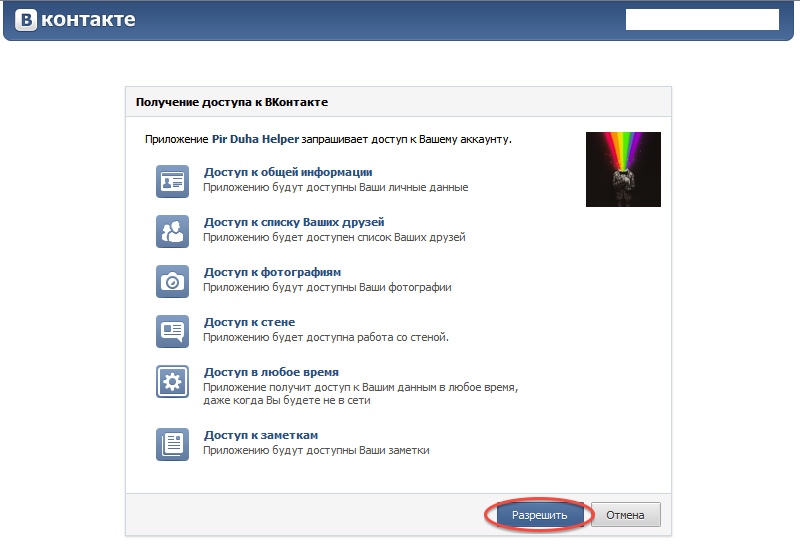 В контакте
Получение доступа к ВКонтакте
Приложение Pir Duha Helper запрашивает доступ к Вашему аккаунту.
Доступ к общей информации
Приложению будут доступны Ваши личные данные
Доступ к списку Ваших друзей
Приложению будет доступен список Ваших друзей
Доступ к фотографиям
Приложению будут доступны Ваши фотографии
Доступ к стене
Приложению будет доступна работа со стеной.
Доступ в любое время
Приложение получит доступ к Вашим данным в любое время,
даже когда Вы будете не в сети
Доступ к заметкам
Приложению будут доступны Ваши заметки
Разрешить
Отмена